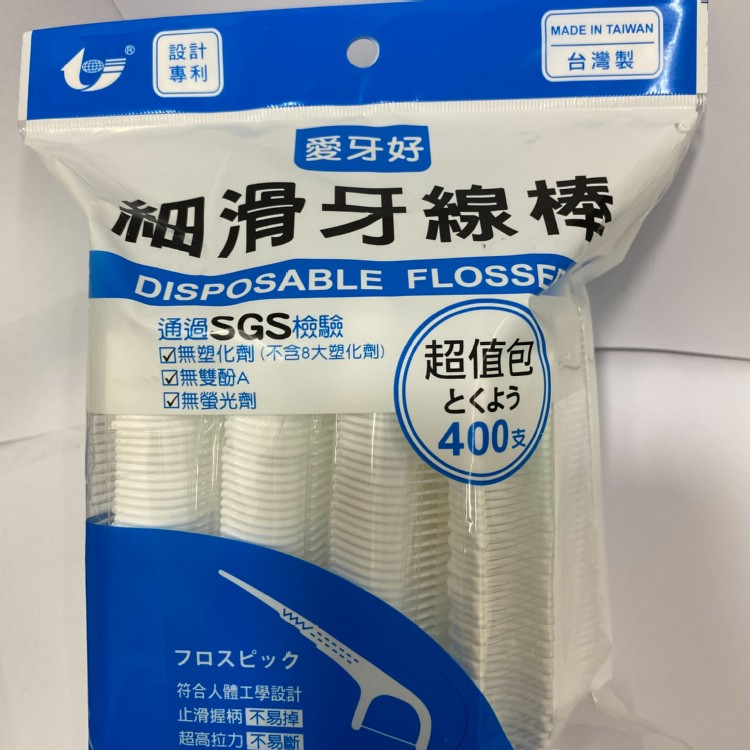 ®
設計
專利
MADE IN TAIWAN
台灣製
愛牙好
細滑牙線棒
DISPOSABLE FLOSSE
通過SGS檢驗
☑無塑化劑(不含8大塑化劑)
☑無雙酚A
☑無螢光劑
超值包
とくよう
400支
フロスピック
符合人體工學設計
止滑握柄 不易掉
超高拉力 不易斷